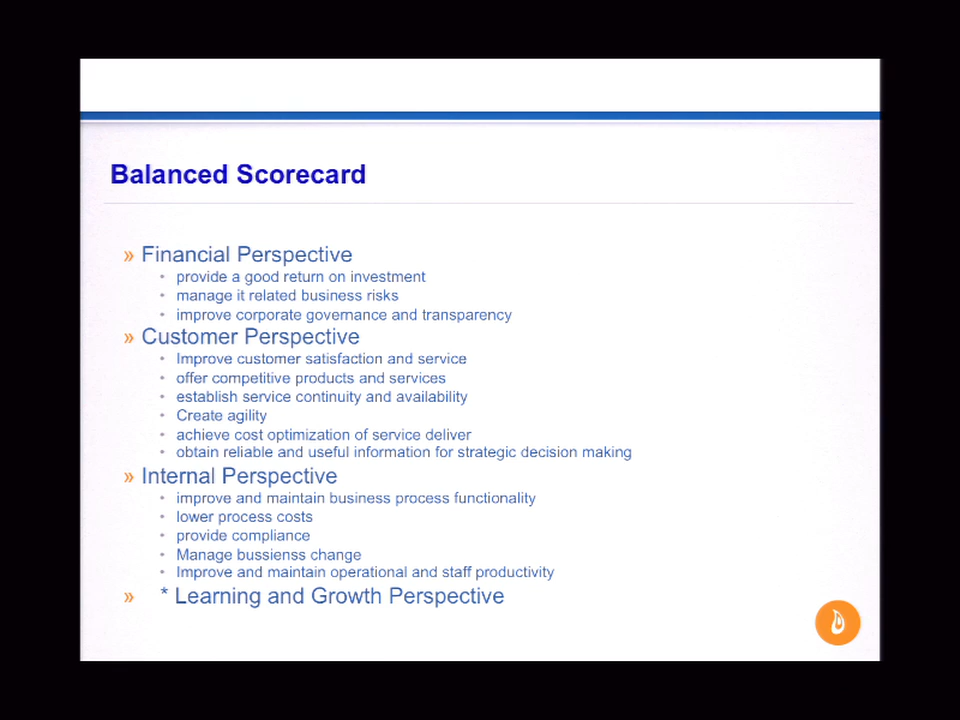 Balanced Scorecard
» Financial Perspective
• provide a good return on investment
• manage it related business risks
• improve corporate governance and transparency
» Customer Perspective
• Improve customer satisfaction and service
• offer competitive products and services
• establish service continuity and availability
• Create agility
• achieve cost optimization of service deliver
• obtain reliable and useful information for strategic decision making
» Internal Perspective
• improve and maintain business process functionality
• lower process costs
• provide compliance
• Manage bussienss change
• Improve and maintain operational and staff productivity
» * Learning and Growth Perspective